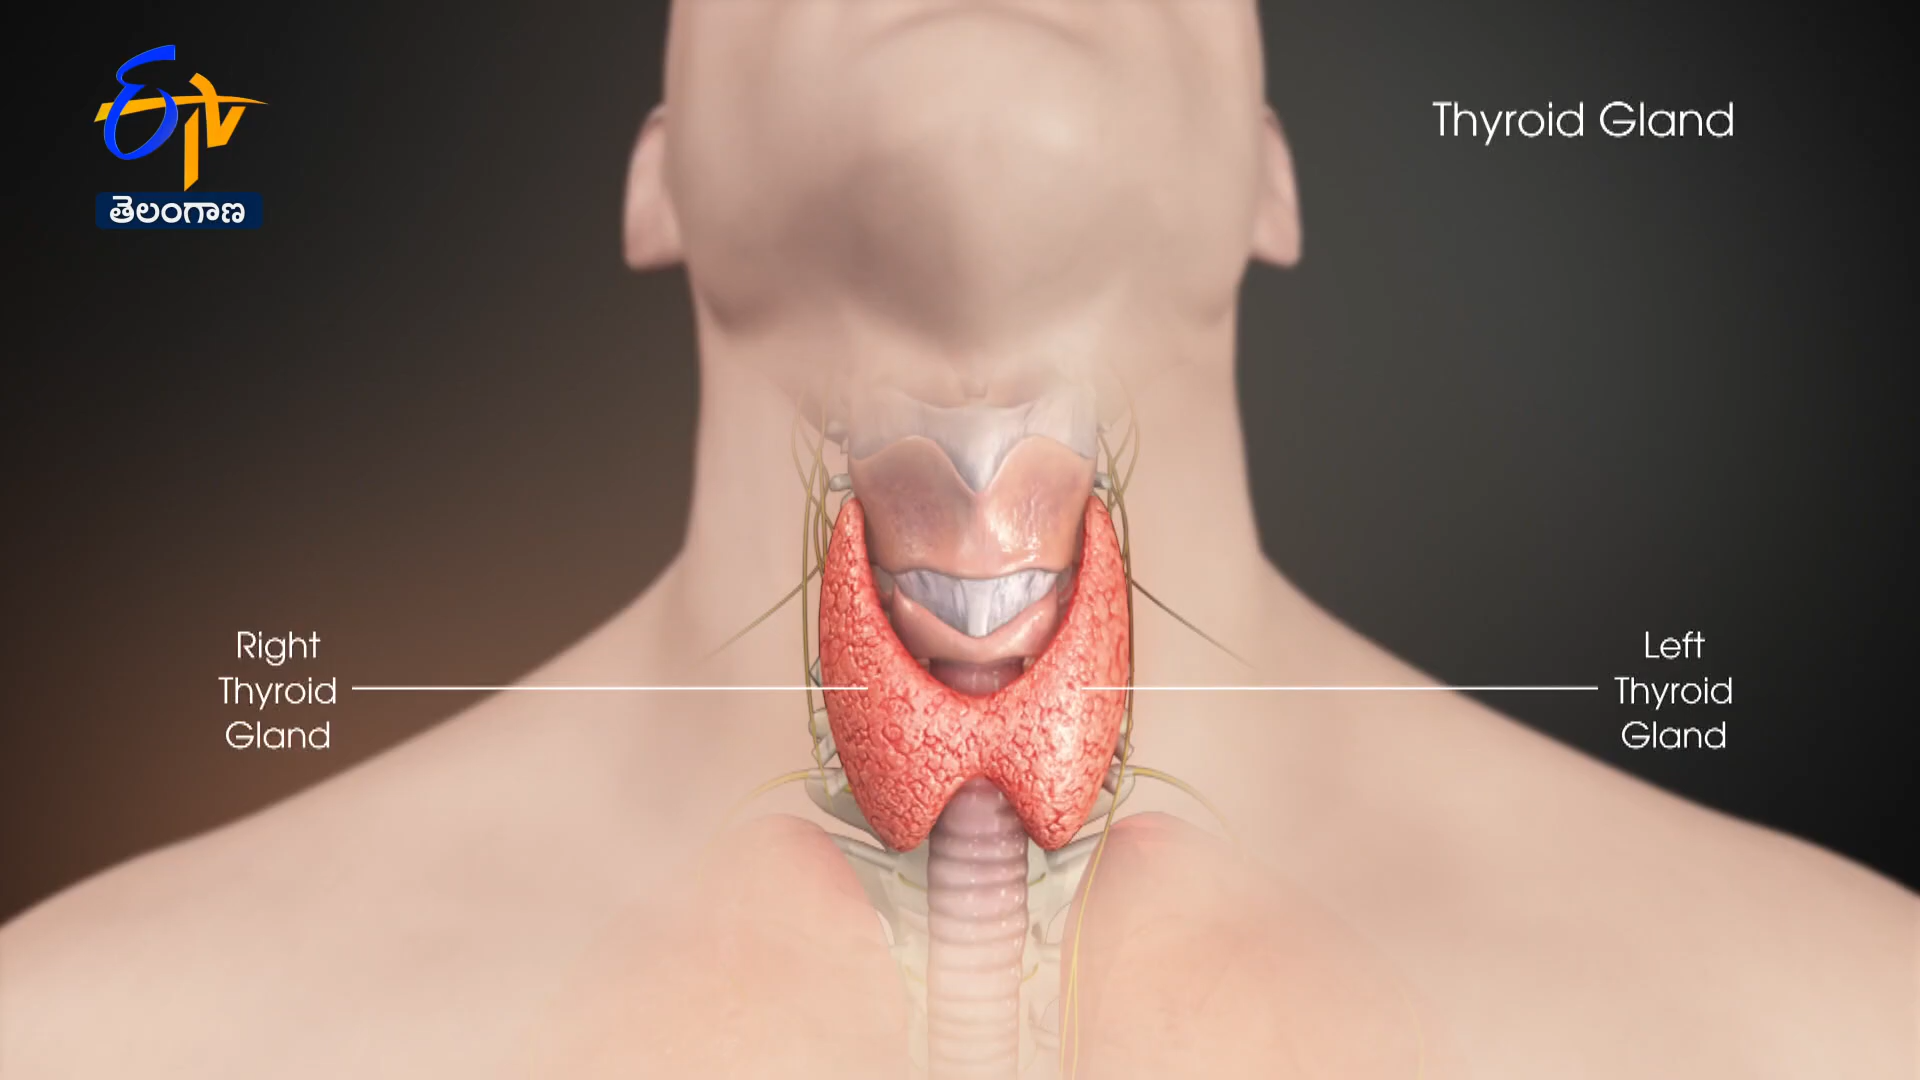 ETV
తెలంగాణ
Thyroid Gland
Right
Thyroid
Gland
Left
Thyroid
Gland